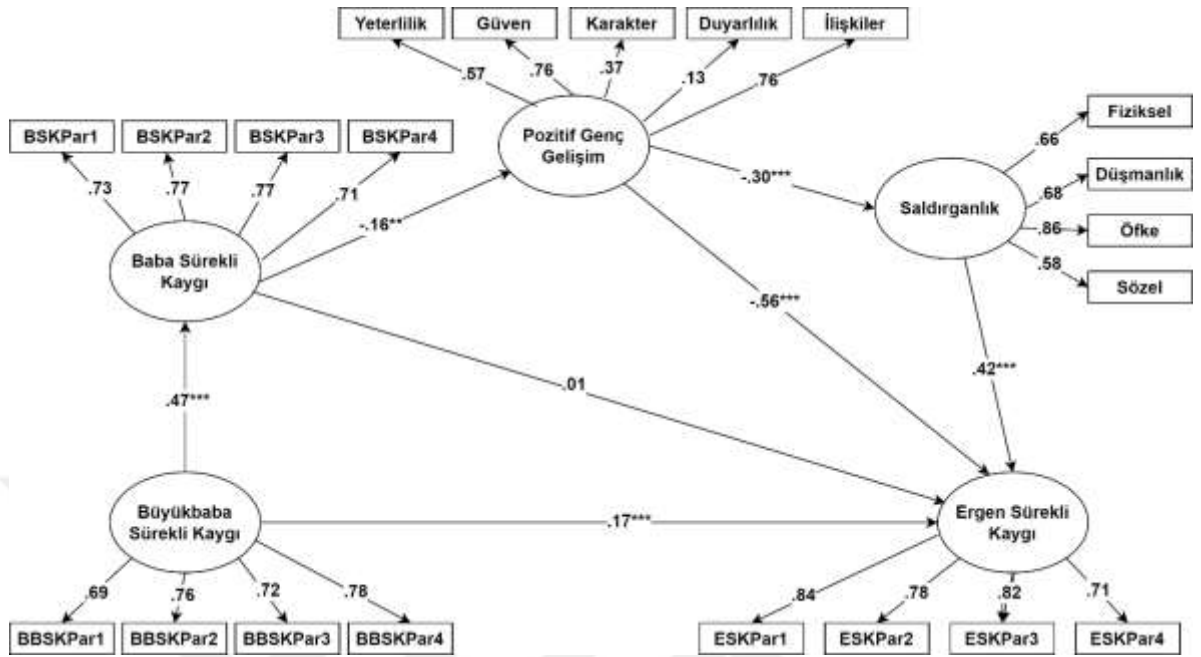 Yeterlilik
Güven
Karakter
Duyarlılık
İlişkiler
.57
.76
.37
.13
.76
Fiziksel
Düşmanlık
Öfke
Sözel
.66
.68
.86
.58
BSKPar1
BSKPar2
BSKPar3
BSKPar4
.73
.77
.77
.71
Pozitif Genç
Gelişim
-.30***
Saldırganlık
-.16**
Baba Sürekli
Kaygı
-.56***
.01
.42***
.47***
Büyükbaba
Sürekli Kaygı
.17***
Ergen Sürekli
Kaygı
.69
.76
.72
.78
BBSKPar1
BBSKPar2
BBSKPar3
BBSKPar4
.84
.78
.82
.71
ESKPar1
ESKPar2
ESKPar3
ESKPar4